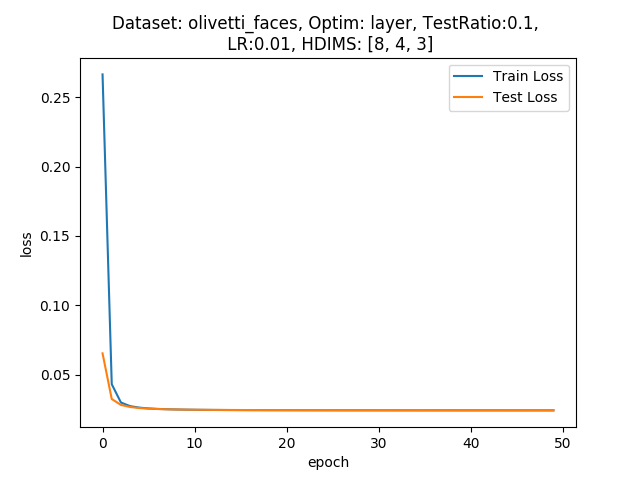 Dataset: olivetti_faces, Optim: layer, TestRatio:0.1,
LR:0.01, HDIMS: [8, 4, 3]
Train Loss
Test Loss
0.25
0.20
0.15
0.10
0.05
loss
0 10 20 30 40 50
epoch